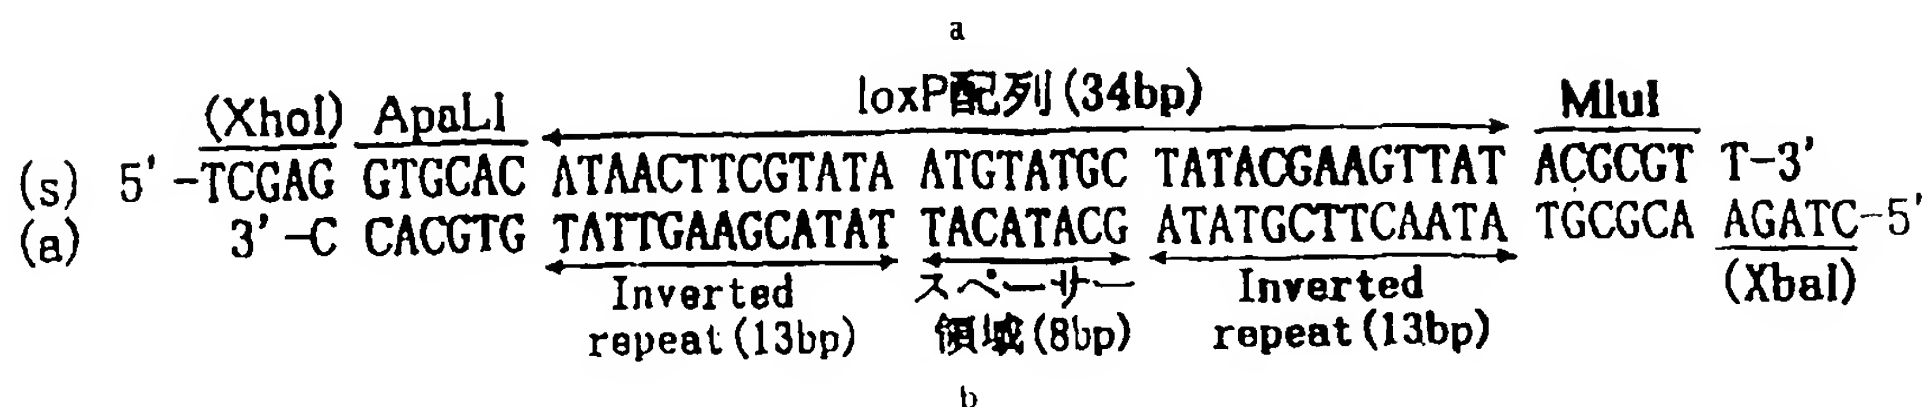 a
loxP配列(34bp)
(XhoI) ApaLI MluI
(s) 5'-TCGAG GTGCAC ATAACTTCGTATA ATGTATGC TATACGAAGTTAT ACGCGT T-3'
(a) 3'-C CACGTG TATTGAAGCATAT TACATACG ATATGCTTCAATA TGCGCA AGATC-5'
Inverted スペーサー Inverted (XbaI)
repeat(13bp) 領域(8bp) repeat(13bp)
b